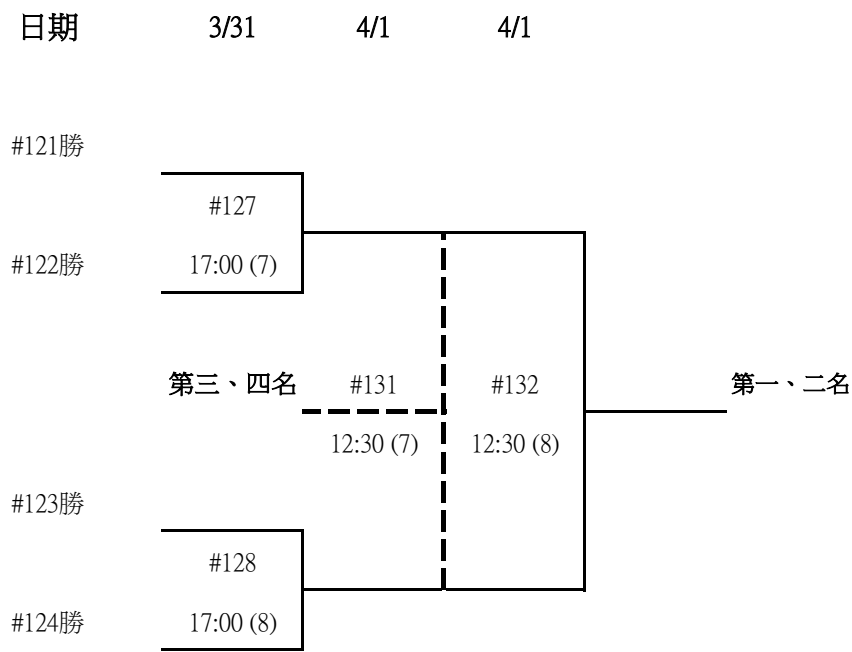 日期 3/31 4/1 4/1
#121勝
#127
#122勝 17:00 (7)
第三、四名 #131 #132 第一、二名
12:30 (7) 12:30 (8)
#123勝
#128
#124勝 17:00 (8)